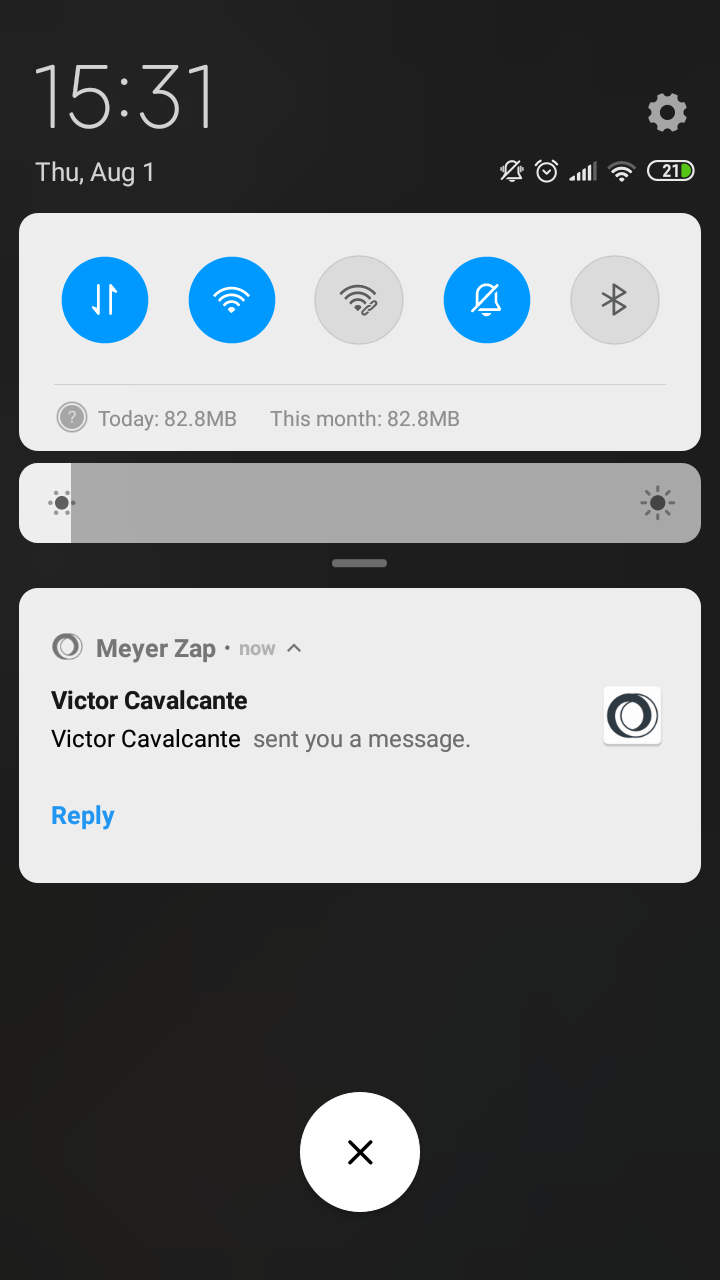 15:31
Thu, Aug 1
21
Today: 82.8MB This month: 82.8MB
Meyer Zap · now
Victor Cavalcante
Victor Cavalcante sent you a message.
Reply